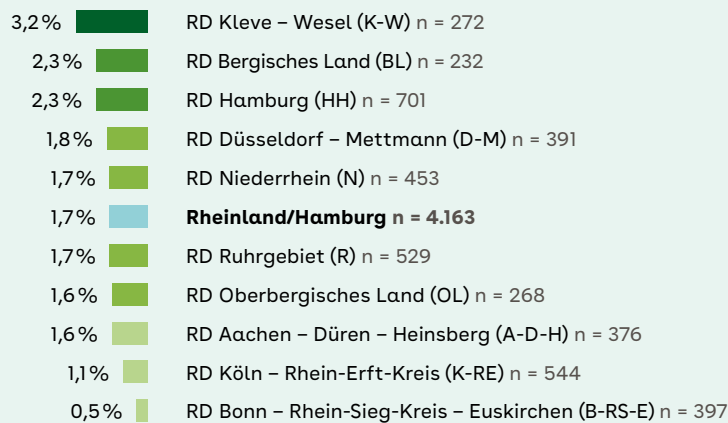 3,2 % RD Kleve – Wesel (K-W) n = 272
2,3 % RD Bergisches Land (BL) n = 232
2,3 % RD Hamburg (HH) n = 701
1,8 % RD Düsseldorf – Mettmann (D-M) n = 391
1,7 % RD Niederrhein (N) n = 453
1,7 % Rheinland/Hamburg n = 4.163
1,7 % RD Ruhrgebiet (R) n = 529
1,6 % RD Oberbergisches Land (OL) n = 268
1,6 % RD Aachen – Düren – Heinsberg (A-D-H) n = 376
1,1 % RD Köln – Rhein-Erft-Kreis (K-RE) n = 544
0,5 % RD Bonn – Rhein-Sieg-Kreis – Euskirchen (B-RS-E) n = 397